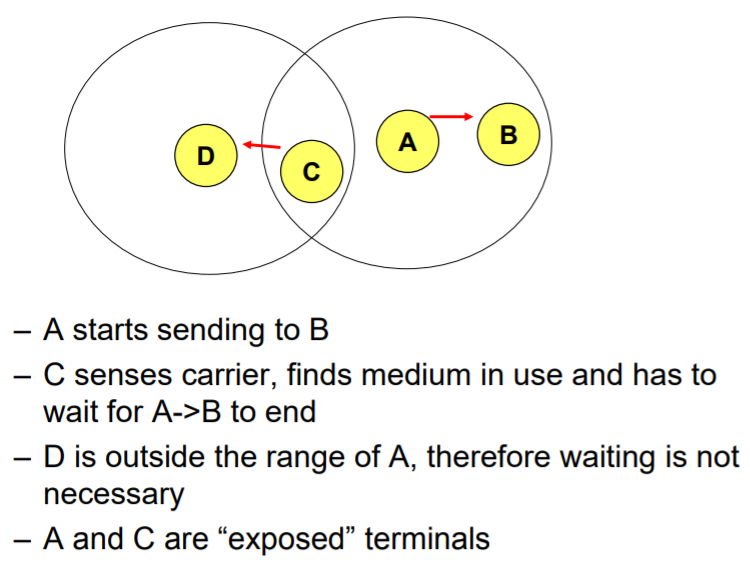 D
C
A
B
– A starts sending to B
– C senses carrier, finds medium in use and has to
wait for A->B to end
– D is outside the range of A, therefore waiting is not
necessary
– A and C are “exposed” terminals